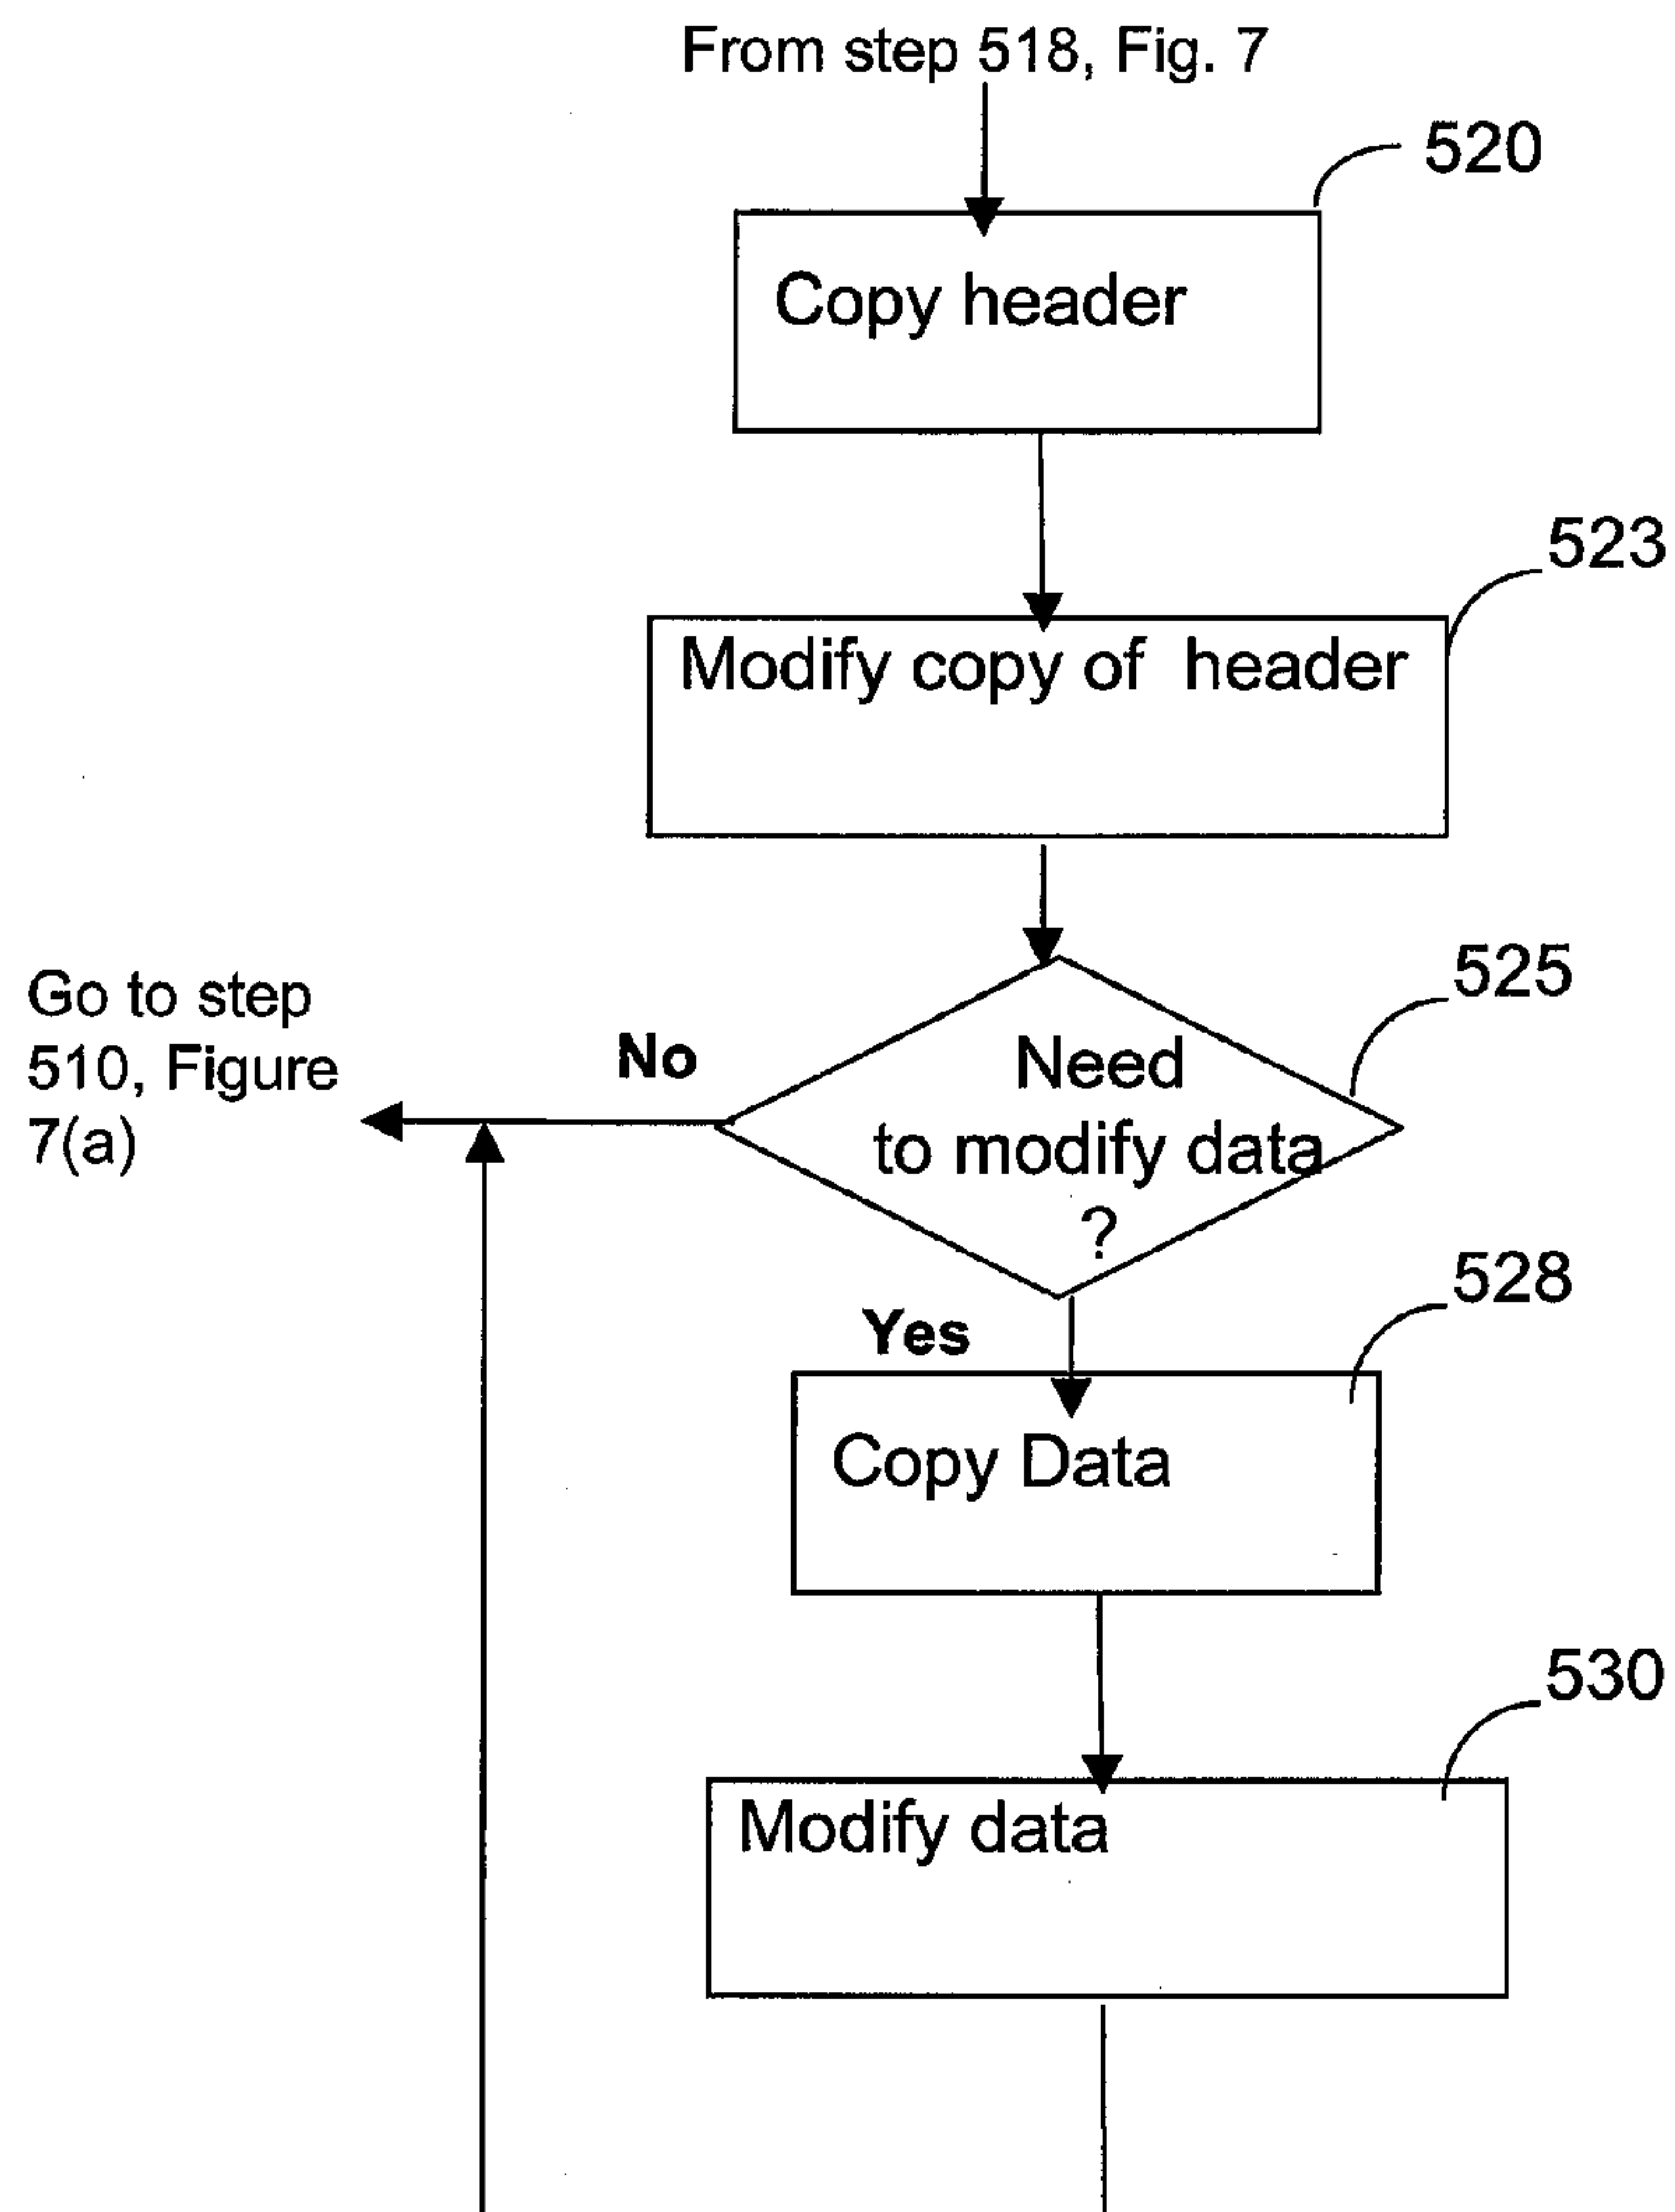 From step 518, Fig. 7
520
Copy header
523
Modify copy of header
525
Go to step
510, Figure
7(a)
No
Need
to modify data
?
528
Yes
Copy Data
530
Modify data